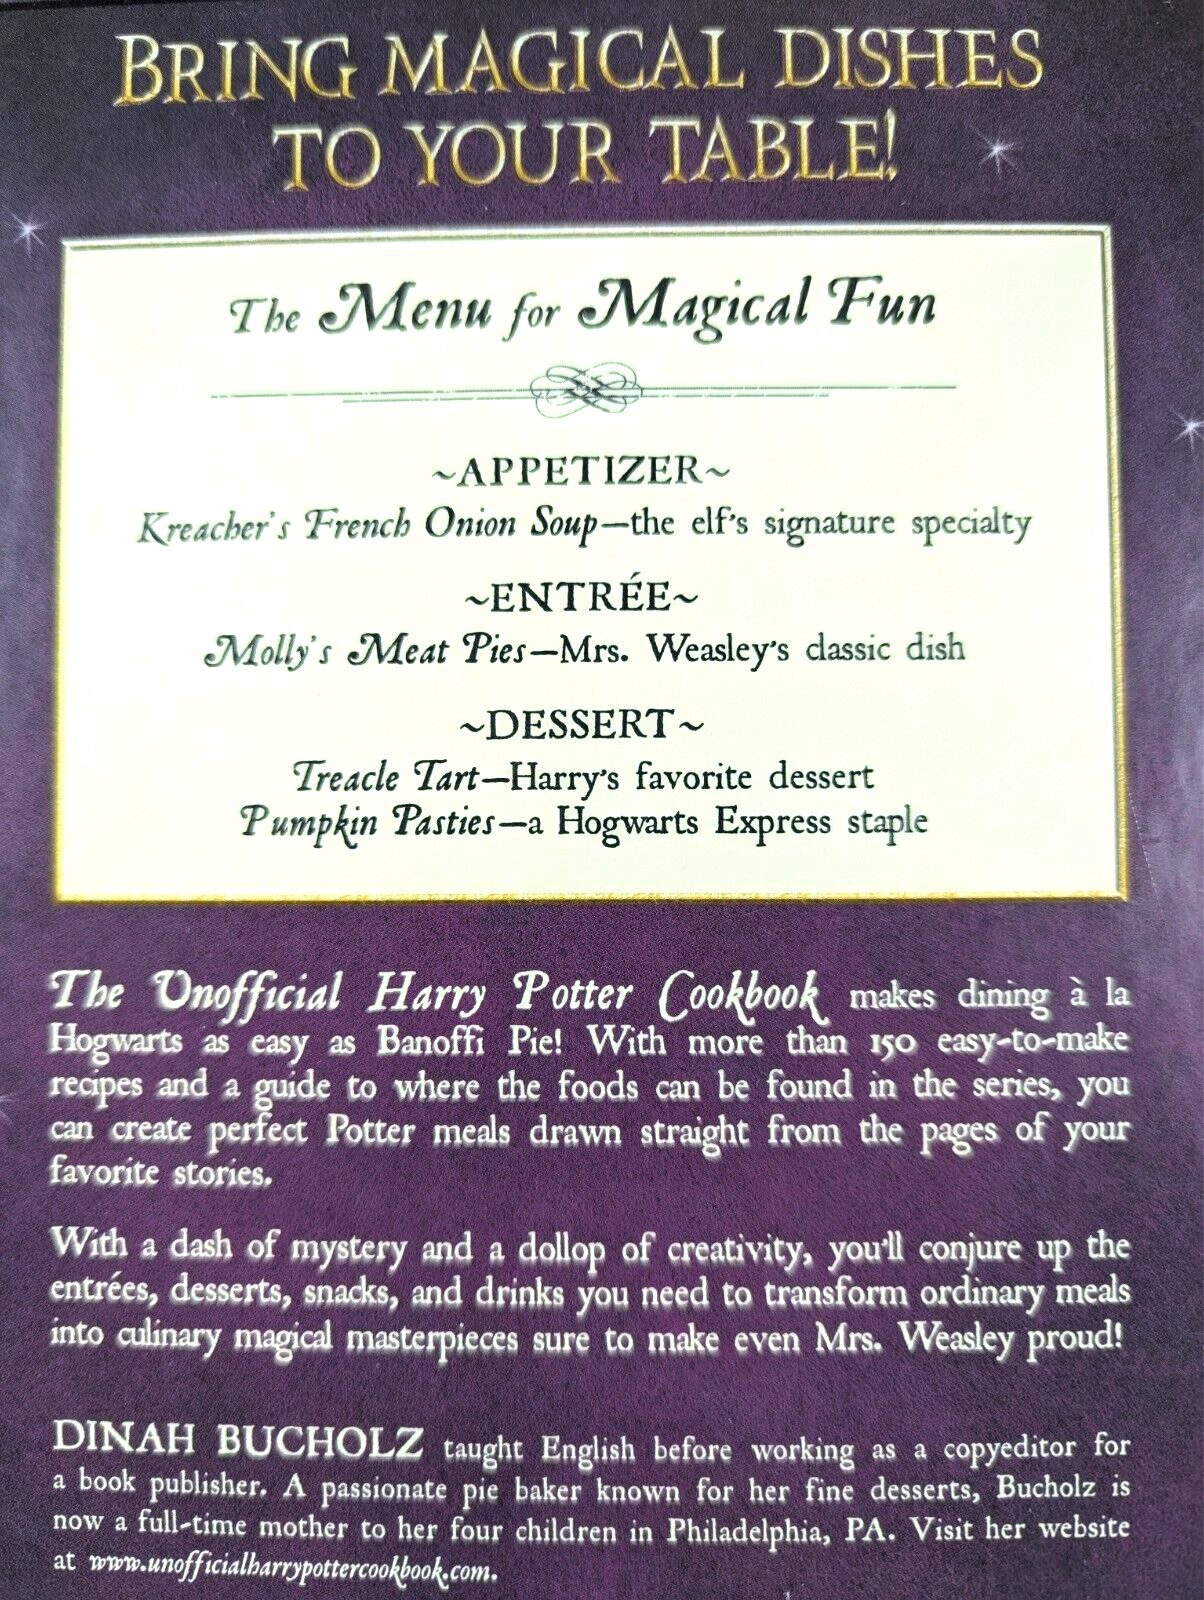 BRING MAGICAL DISHES
TO YOUR TABLE!
The Menu for Magical Fun
~APPETIZER~
Kreacher's French Onion Soup—the elf's signature specialty
~ENTRÉE~
Molly's Meat Pies—Mrs. Weasley's classic dish
~DESSERT~
Treacle Tart—Harry's favorite dessert
Pumpkin Pasties—a Hogwarts Express staple
The Unofficial Harry Potter Cookbook makes dining à la
Hogwarts as easy as Banoffi Pie! With more than 150 easy-to-make
recipes and a guide to where the foods can be found in the series, you
can create perfect Potter meals drawn straight from the pages of your
favorite stories.
With a dash of mystery and a dollop of creativity, you'll conjure up the
entrées, desserts, snacks, and drinks you need to transform ordinary meals
into culinary magical masterpieces sure to make even Mrs. Weasley proud!
DINAH BUCHOLZ taught English before working as a copyeditor for
a book publisher. A passionate pie baker known for her fine desserts, Bucholz is
now a full-time mother to her four children in Philadelphia, PA. Visit her website
at www.unofficialharrypottercookbook.com.